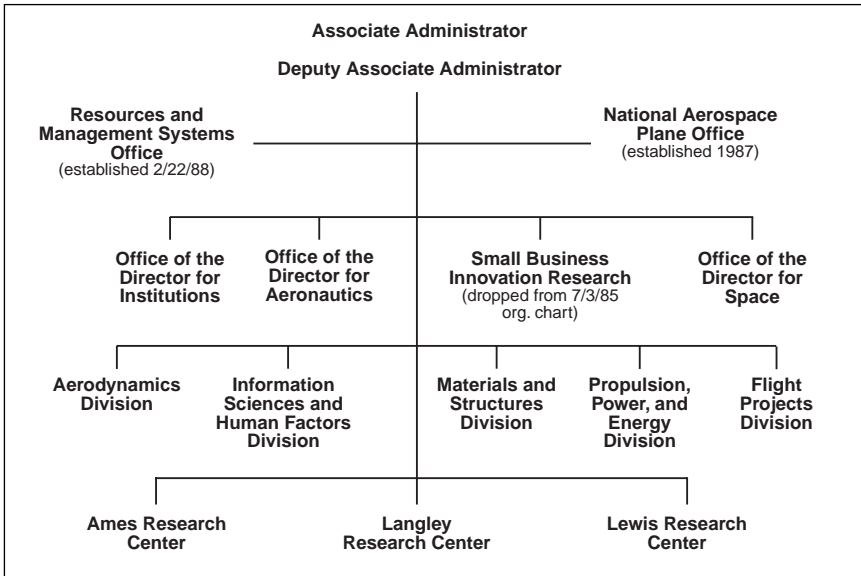 Associate Administrator
Deputy Associate Administrator
Resources and
Management Systems
Office
(established 2/22/88)
National Aerospace
Plane Office
(established 1987)
Office of the
Director for
Institutions
Office of the
Director for
Aeronautics
Small Business
Innovation Research
(dropped from 7/3/85
org. chart)
Office of the
Director for
Space
Aerodynamics
Division
Information
Sciences and
Human Factors
Division
Materials and
Structures
Division
Propulsion,
Power, and
Energy
Division
Flight
Projects
Division
Ames Research
Center
Langley
Research Center
Lewis Research
Center